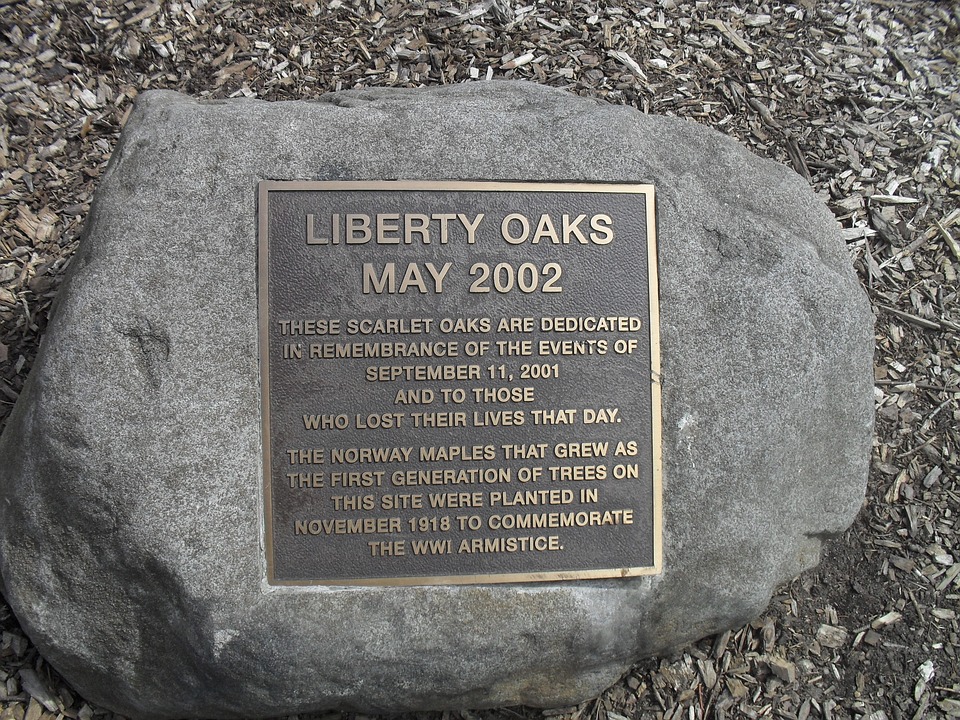 LIBERTY OAKS
MAY 2002
THESE SCARLET OAKS ARE DEDICATED
IN REMEMBRANCE OF THE EVENTS OF
SEPTEMBER 11, 2001
AND TO THOSE
WHO LOST THEIR LIVES THAT DAY.
THE NORWAY MAPLES THAT GREW AS
THE FIRST GENERATION OF TREES ON
THIS SITE WERE PLANTED IN
NOVEMBER 1918 TO COMMEMORATE
THE WWI ARMISTICE.